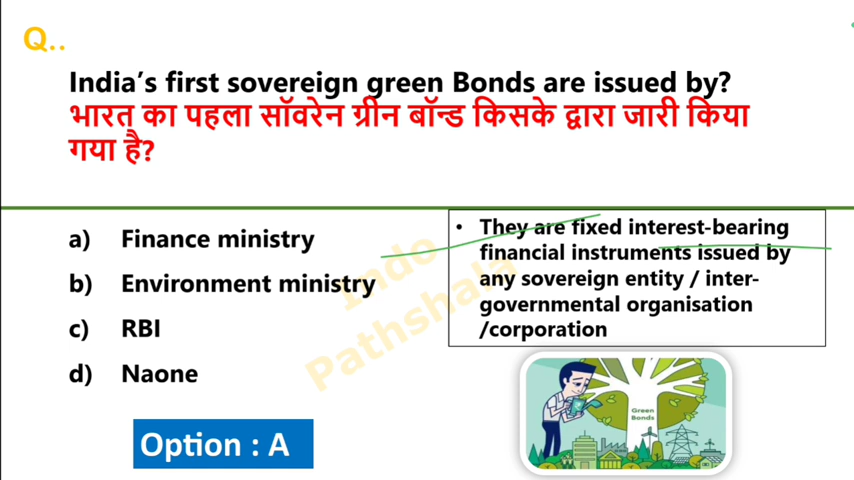 Q..
India's first sovereign green Bonds are issued by?
भारत का पहला सॉवरेन ग्रीन बॉन्ड किसके द्वारा जारी किया
गया है?
a) Finance ministry
b) Environment ministry
c) RBI
d) Naone
• They are fixed interest-bearing
financial instruments issued by
any sovereign entity / inter-
governmental organisation
/corporation
Indo
Pathshala
Green
Bonds
Option : A